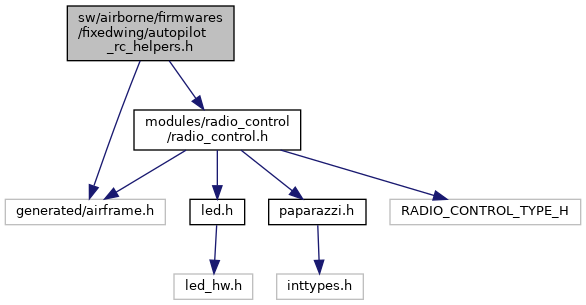 sw/airborne/firmwares
/fixedwing/autopilot
_rc_helpers.h
modules/radio_control
/radio_control.h
generated/airframe.h
led.h
paparazzi.h
RADIO_CONTROL_TYPE_H
led_hw.h
inttypes.h